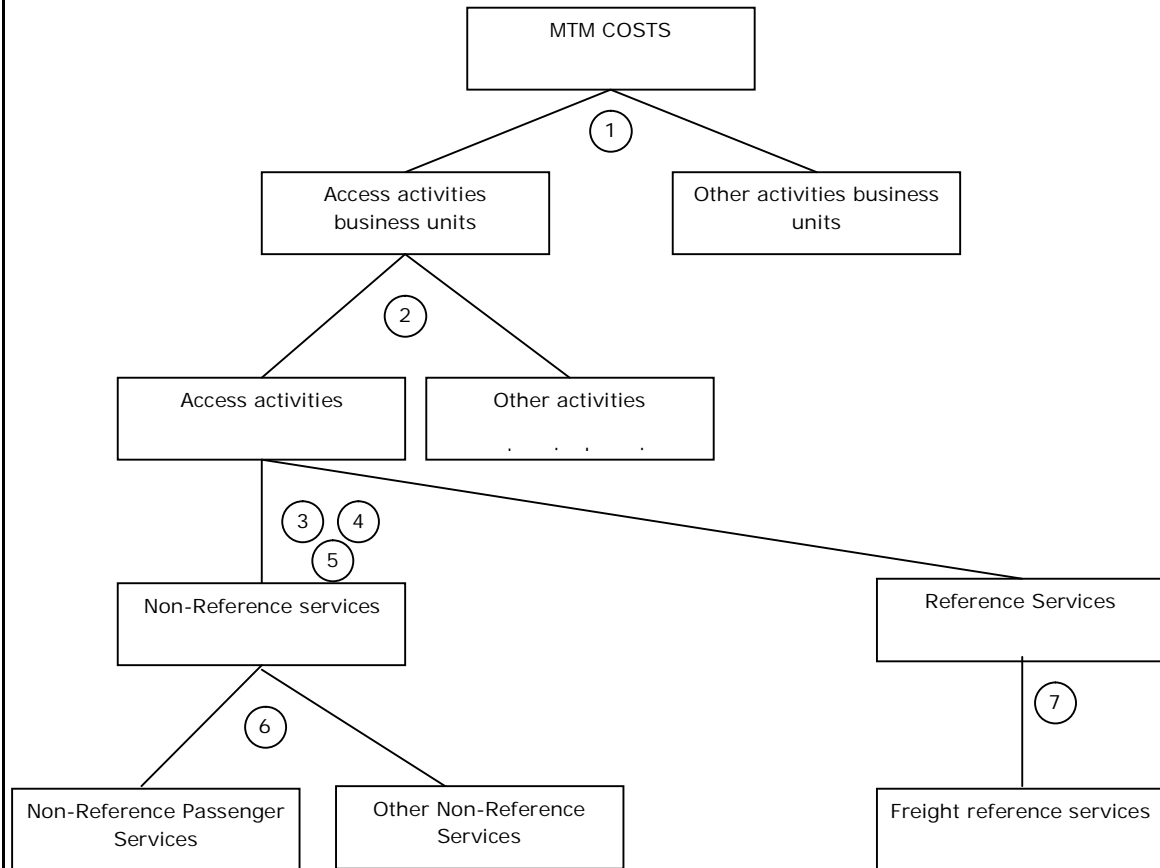 MTM COSTS
1
Access activities
business units
Other activities business
units
2
Access activities
Other activities
3
4
5
Non-Reference services
Reference Services
6
7
Non-Reference Passenger
Services
Other Non-Reference
Services
Freight reference services